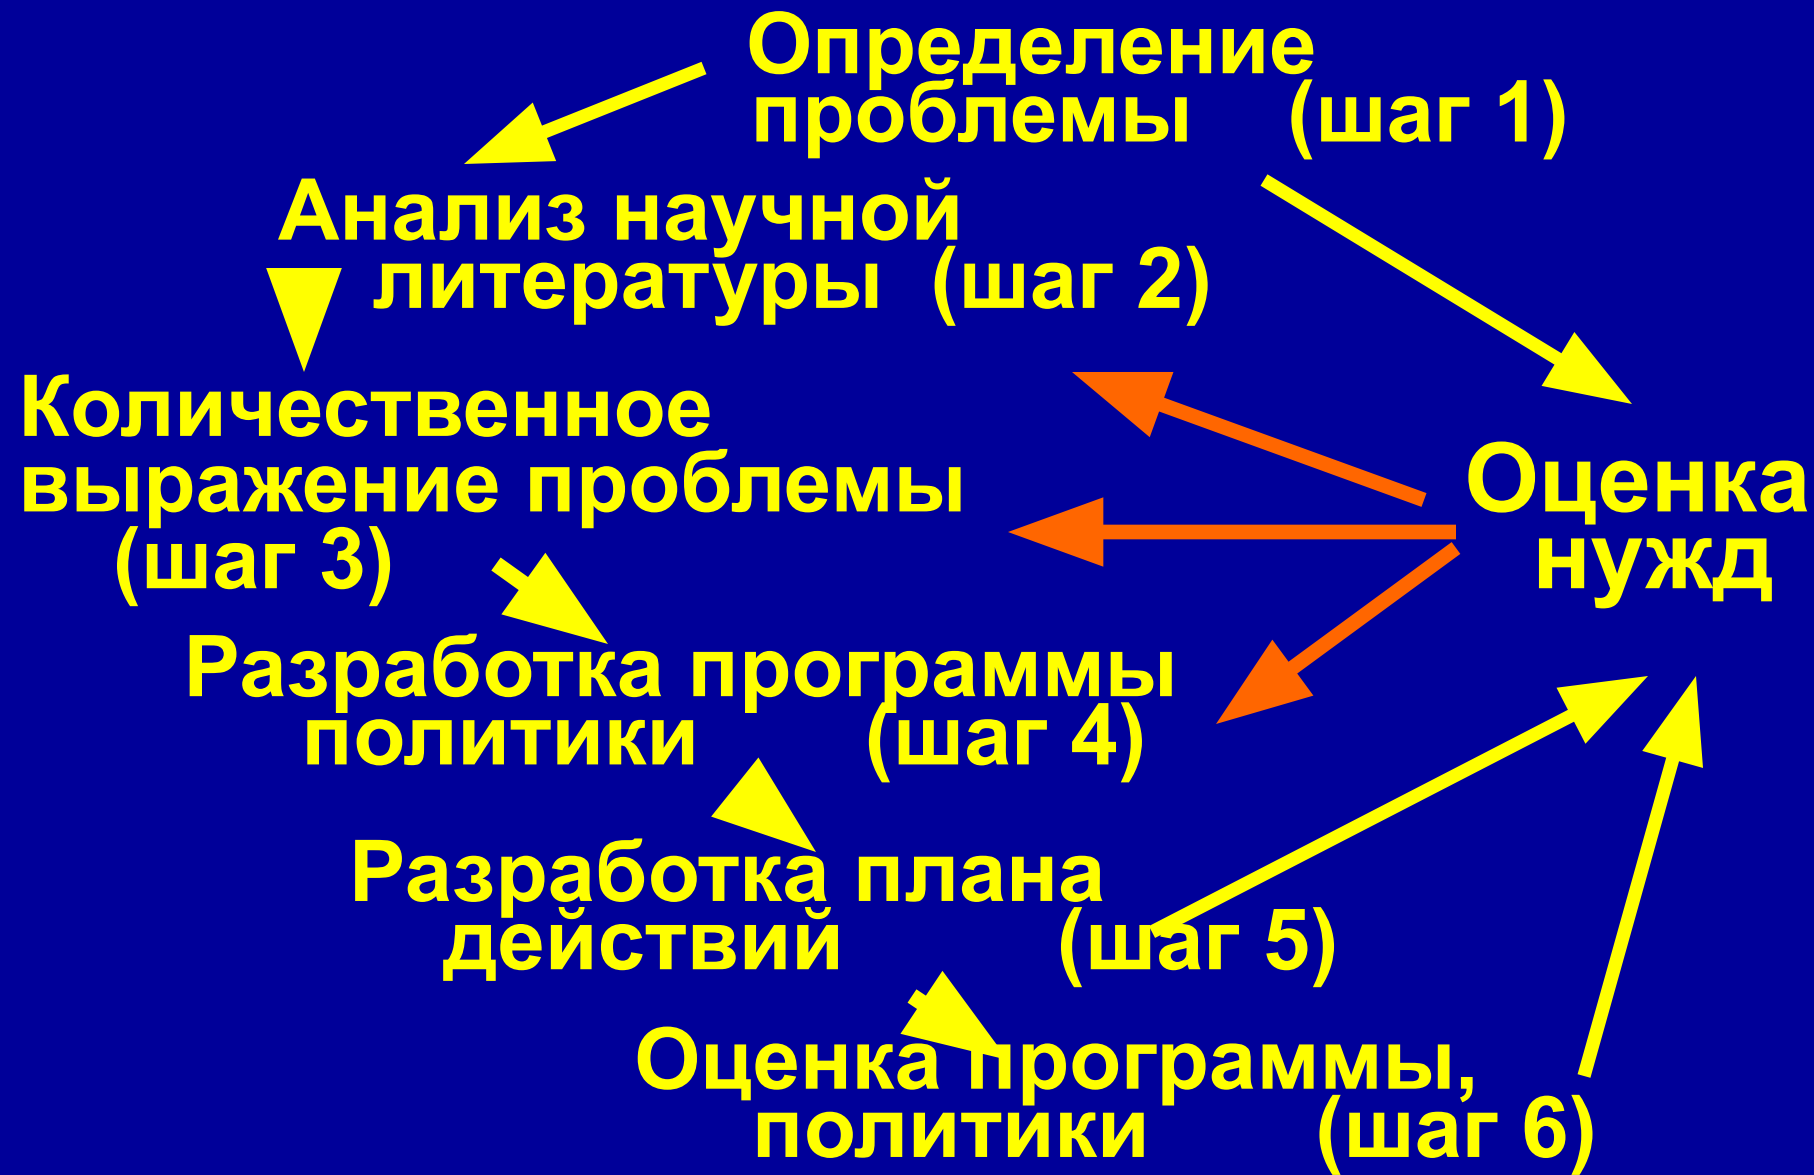 Определение
проблемы (шаг 1)
Анализ научной
литературы (шаг 2)
Количественное
выражение проблемы
(шаг 3)
Оценка
нужд
Разработка программы
политики (шаг 4)
Разработка плана
действий (шаг 5)
Оценка программы,
политики (шаг 6)